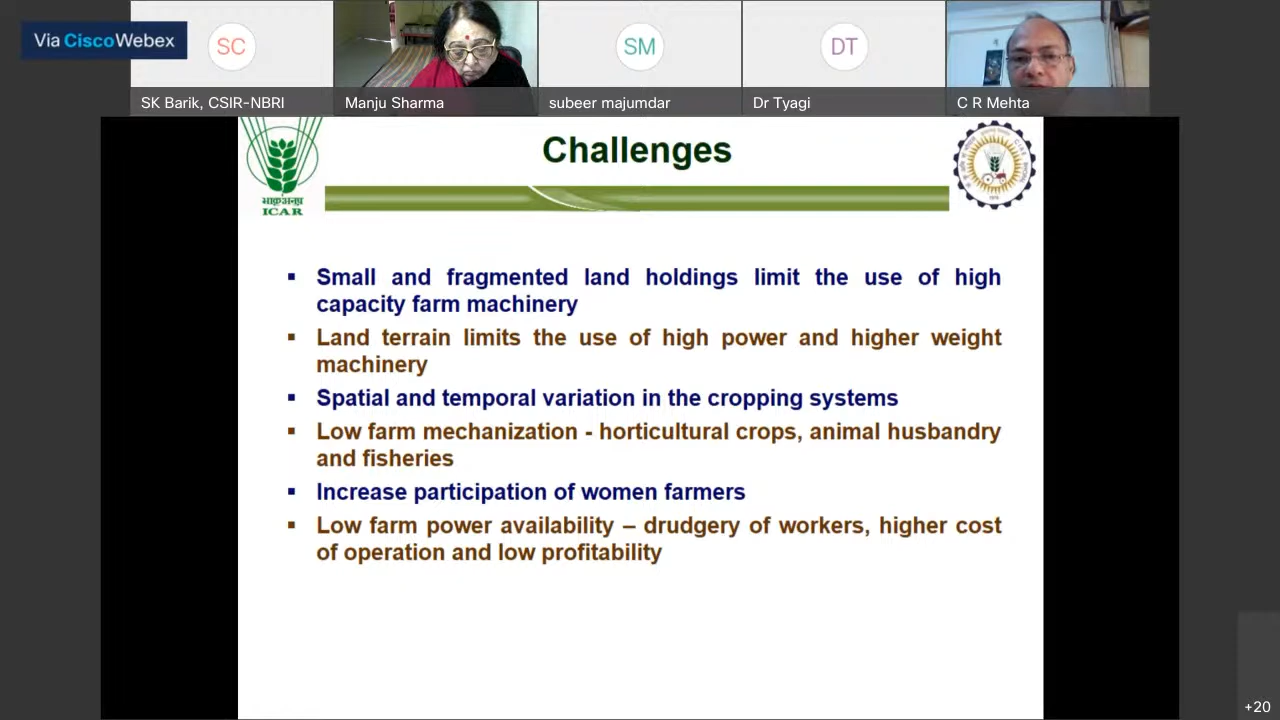 Via Cisco Webex
SC
SM
DT
SK Barik, CSIR-NBRI
Manju Sharma
subeer majumdar
Dr Tyagi
C R Mehta
Challenges
भाकृअनुप
ICAR
▪ Small and fragmented land holdings limit the use of high
capacity farm machinery
▪ Land terrain limits the use of high power and higher weight
machinery
▪ Spatial and temporal variation in the cropping systems
▪ Low farm mechanization - horticultural crops, animal husbandry
and fisheries
▪ Increase participation of women farmers
▪ Low farm power availability – drudgery of workers, higher cost
of operation and low profitability
+20